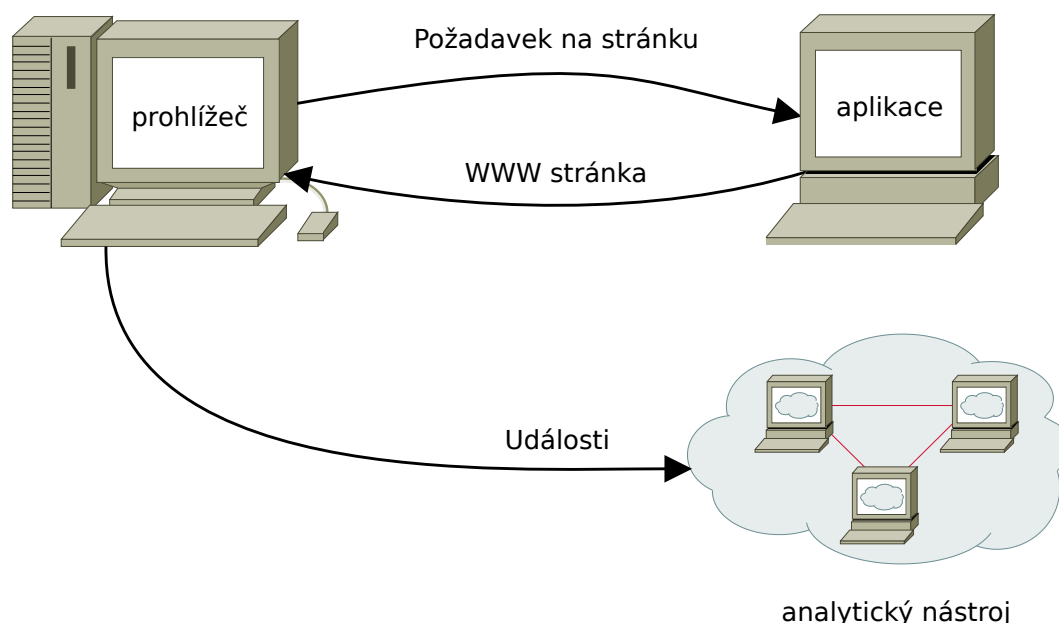 Požadavek na stránku
prohlížeč
aplikace
WWW stránka
Události
analytický nástroj